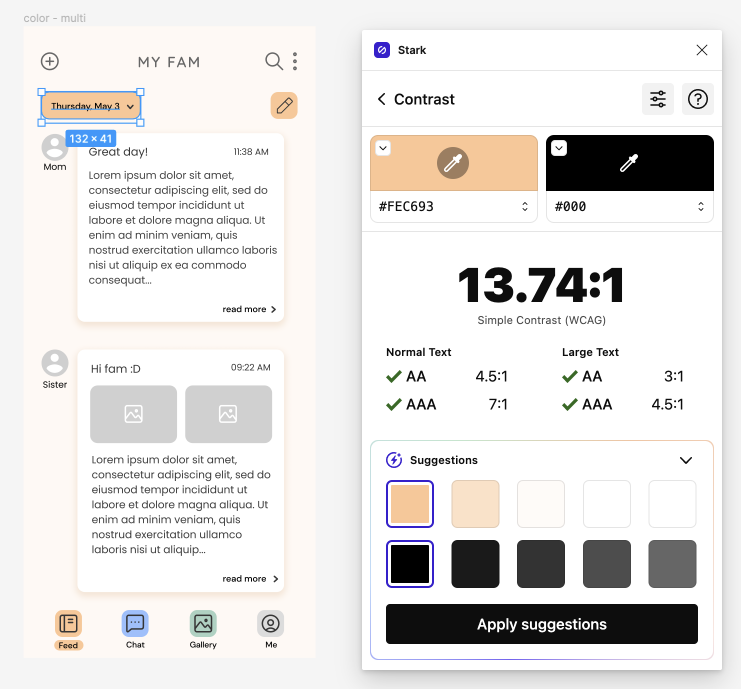 color - multi
MY FAM
Thursday, May 3
132 × 41
Mom
Great day!
11:38 AM
Lorem ipsum dolor sit amet,
consectetur adipiscing elit, sed do
eiusmod tempor incididunt ut
labore et dolore magna aliqua. Ut
enim ad minim veniam, quis
nostrud exercitation ullamco laboris
nisi ut aliquip ex ea commodo
consequat...
read more
Sister
Hi fam :D
09:22 AM
Lorem ipsum dolor sit amet,
consectetur adipiscing elit, sed do
eiusmod tempor incididunt ut
labore et dolore magna aliqua. Ut
enim ad minim veniam, quis
nostrud exercitation ullamco
laboris nisi ut aliquip...
read more
Feed
Chat
Gallery
Me
Stark
Contrast
#FEC693
#000
13.74:1
Simple Contrast (WCAG)
Normal Text
AA 4.5:1
AAA 7:1
Large Text
AA 3:1
AAA 4.5:1
Suggestions
Apply suggestions